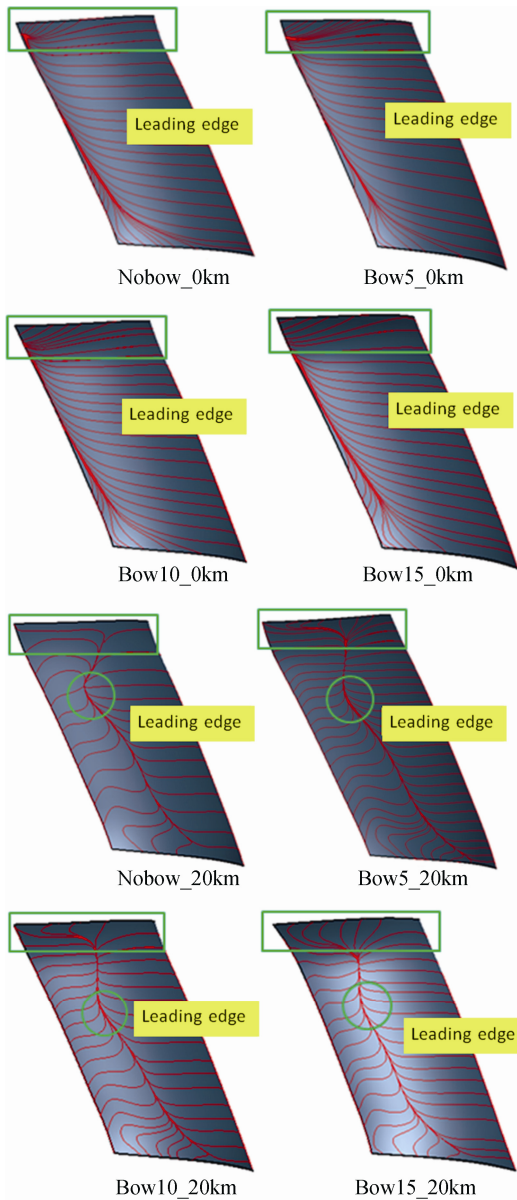 Leading edge
Leading edge
Nobow_0km
Bow5_0km
Leading edge
Leading edge
Bow10_0km
Bow15_0km
Leading edge
Leading edge
Nobow_20km
Bow5_20km
Leading edge
Leading edge
Bow10_20km
Bow15_20km